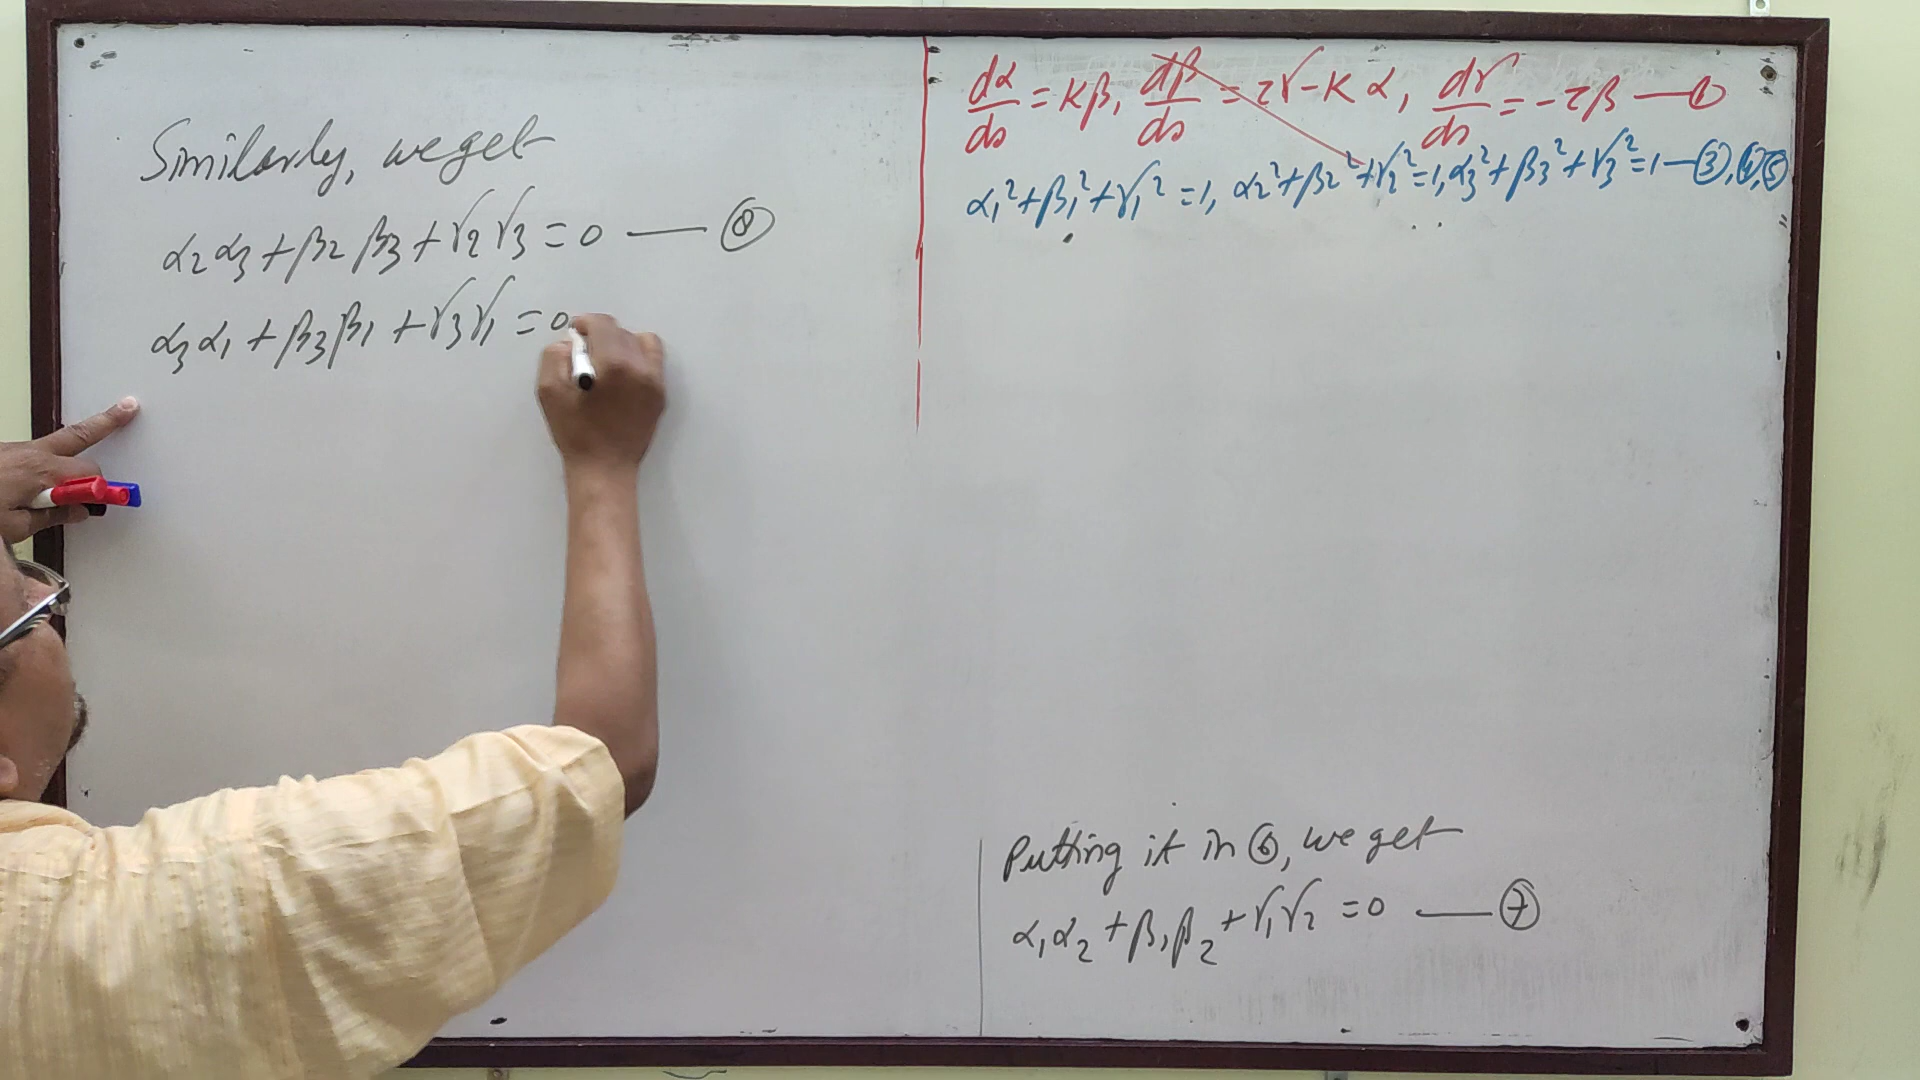 Similarly, we get
α₂α₃ + β₂β₃ + γ₂γ₃ = 0 — ⑧
α₃α₁ + β₃β₁ + γ₃γ₁ = 0
dα/ds = κβ, dβ/ds = τγ - κα, dγ/ds = -τβ — ①
α₁² + β₁² + γ₁² = 1, α₂² + β₂² + γ₂² = 1, α₃² + β₃² + γ₃² = 1 — ③, ④, ⑤
Putting it in ⑥, we get
α₁α₂ + β₁β₂ + γ₁γ₂ = 0 — ⑦